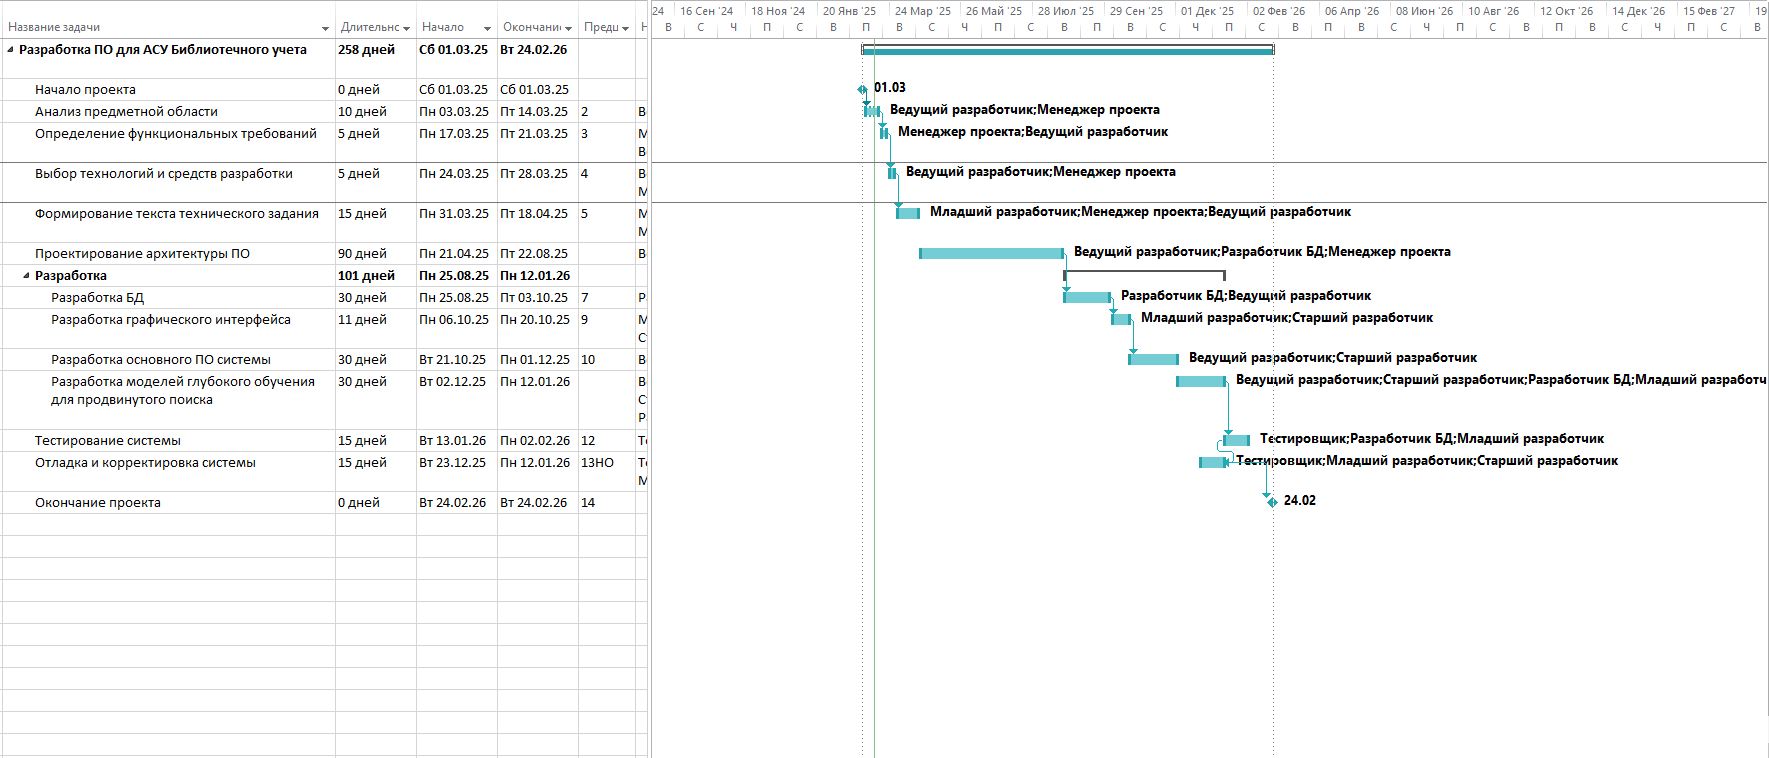 24 16 Сен '24 18 Ноя '24 20 Янв '25 24 Мар '25 26 Май '25 28 Июл '25 29 Сен '25 01 Дек '25 02 Фев '26 06 Апр '26 08 Июн '26 10 Авг '26 12 Окт '26 14 Дек '26 15 Фев '27 19
Название задачи Длительнс Начало Окончани Предц Н
В С Ч П С В П В С Ч П С В П С Ч П С В П С Ч П С В П С Ч П С В
Разработка ПО для АСУ Библиотечного учета 258 дней Сб 01.03.25 Вт 24.02.26
Начало проекта 0 дней Сб 01.03.25 Сб 01.03.25 01.03
Анализ предметной области 10 дней Пн 03.03.25 Пт 14.03.25 2 В Ведущий разработчик;Менеджер проекта
Определение функциональных требований 5 дней Пн 17.03.25 Пт 21.03.25 3 М Менеджер проекта;Ведущий разработчик
В
Выбор технологий и средств разработки 5 дней Пн 24.03.25 Пт 28.03.25 4 В Ведущий разработчик;Менеджер проекта
М
Формирование текста технического задания 15 дней Пн 31.03.25 Пт 18.04.25 5 М Младший разработчик;Менеджер проекта;Ведущий разработчик
М
Проектирование архитектуры ПО 90 дней Пн 21.04.25 Пт 22.08.25 В Ведущий разработчик;Разработчик БД;Менеджер проекта
Разработка 101 дней Пн 25.08.25 Пн 12.01.26
Разработка БД 30 дней Пн 25.08.25 Пт 03.10.25 7 Ра Разработчик БД;Ведущий разработчик
Разработка графического интерфейса 11 дней Пн 06.10.25 Пн 20.10.25 9 М Младший разработчик;Старший разработчик
С
Разработка основного ПО системы 30 дней Вт 21.10.25 Пн 01.12.25 10 В Ведущий разработчик;Старший разработчик
Разработка моделей глубокого обучения 30 дней Вт 02.12.25 Пн 12.01.26 В Ведущий разработчик;Старший разработчик;Разработчик БД;Младший разработч
для продвинутого поиска С
Р
Тестирование системы 15 дней Вт 13.01.26 Пн 02.02.26 12 Т Тестировщик;Разработчик БД;Младший разработчик
Отладка и корректировка системы 15 дней Вт 23.12.25 Пн 12.01.26 13НО Т Тестировщик;Младший разработчик;Старший разработчик
М
Окончание проекта 0 дней Вт 24.02.26 Вт 24.02.26 14 24.02